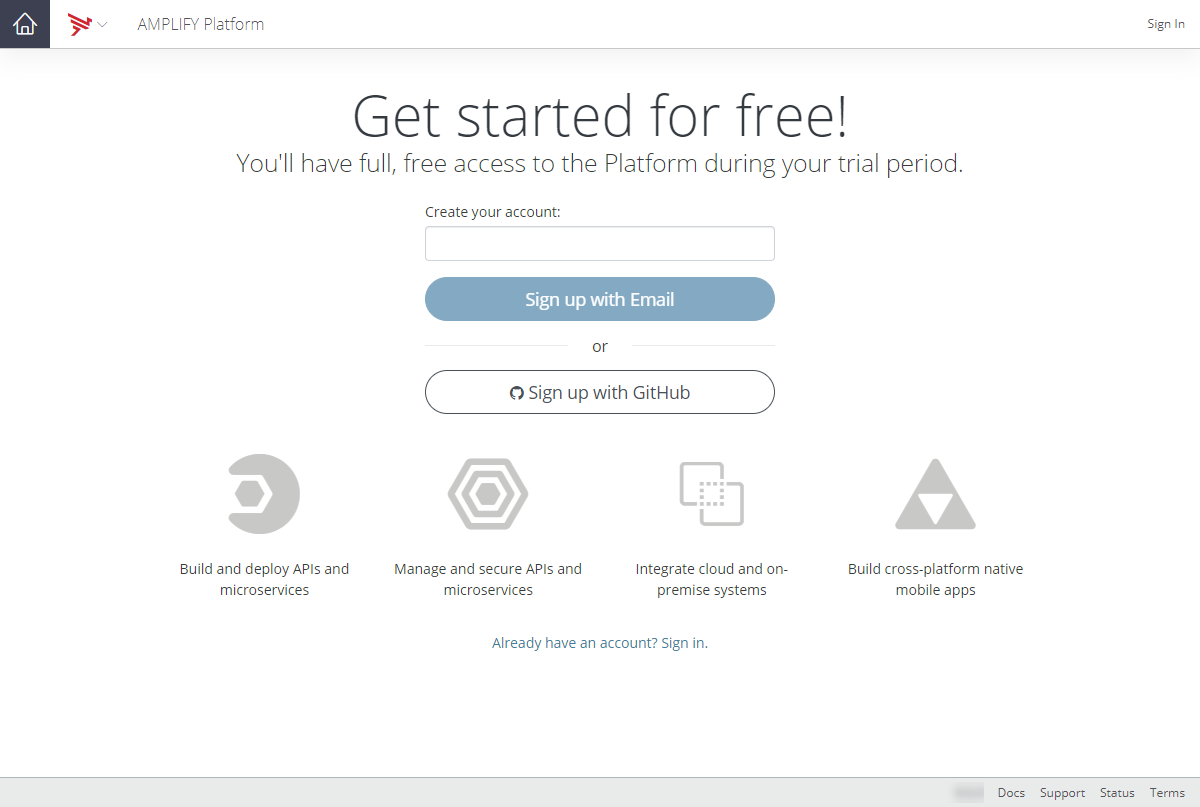 AMPLIFY Platform
Sign In
Get started for free!
You'll have full, free access to the Platform during your trial period.
Create your account:
Sign up with Email
or
Sign up with GitHub
Build and deploy APIs and
microservices
Manage and secure APIs and
microservices
Integrate cloud and on-
premise systems
Build cross-platform native
mobile apps
Already have an account? Sign in.
Docs Support Status Terms